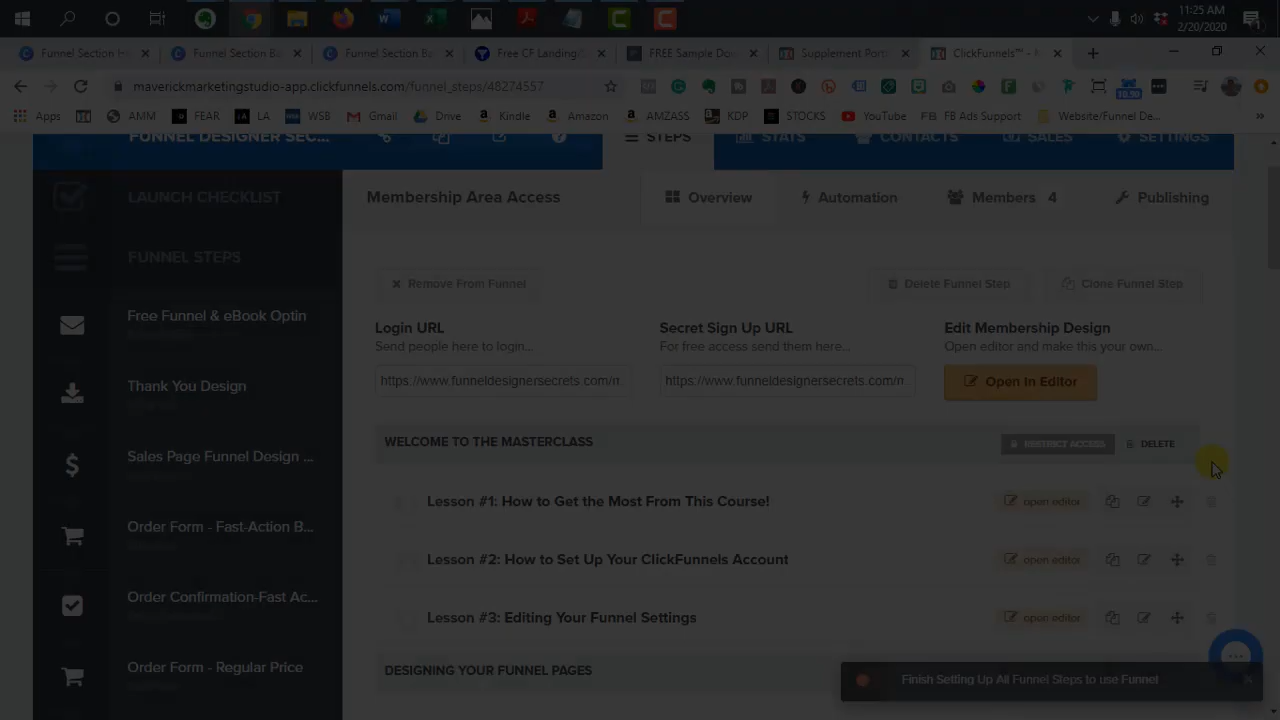 11:25 AM
2/20/2020
Funnel Section Ba
Funnel Section Ba
Free CF Landing
FREE Sample Do
Supplement Port
ClickFunnels™ -
maverickmarketingstudio-app.clickfunnels.com/funnel_steps/48274557
10.50
Apps
AMM
FEAR
LA
WSB
Gmail
Drive
Kindle
Amazon
AMZASS
KDP
STOCKS
YouTube
FB Ads Support
Website/Funnel De...
FUNNEL DESIGNER SEC...
STEPS
STATS
CONTACTS
SALES
SETTINGS
LAUNCH CHECKLIST
Membership Area Access
Overview
Automation
Members 4
Publishing
FUNNEL STEPS
Remove From Funnel
Delete Funnel Step
Clone Funnel Step
Free Funnel & eBook Optin
Login URL
Send people here to login...
https://www.funneldesignersecrets.com/m
Secret Sign Up URL
For free access send them here...
https://www.funneldesignersecrets.com/m
Edit Membership Design
Open editor and make this your own...
Open In Editor
Thank You Design
WELCOME TO THE MASTERCLASS
RESTRICT ACCESS
DELETE
Sales Page Funnel Design ...
Lesson #1: How to Get the Most From This Course!
open editor
Order Form - Fast-Action B...
Lesson #2: How to Set Up Your ClickFunnels Account
open editor
Order Confirmation-Fast Ac...
Lesson #3: Editing Your Funnel Settings
open editor
Order Form - Regular Price
DESIGNING YOUR FUNNEL PAGES
Finish Setting Up All Funnel Steps to use Funnel